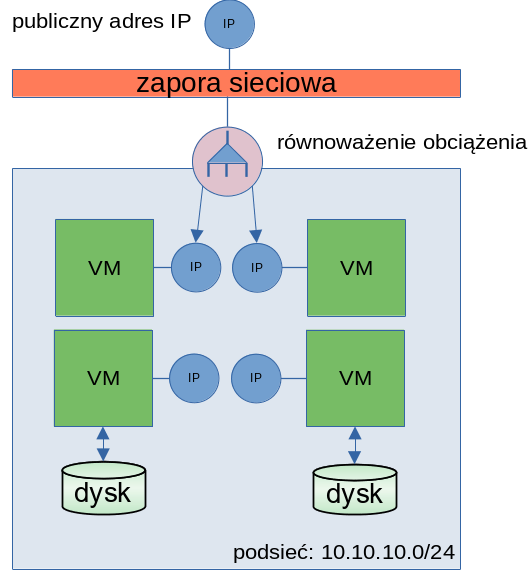 publiczny adres IP
IP
zapora sieciowa
równoważenie obciążenia
VM
IP
IP
VM
VM
IP
IP
VM
dysk
dysk
podsieć: 10.10.10.0/24